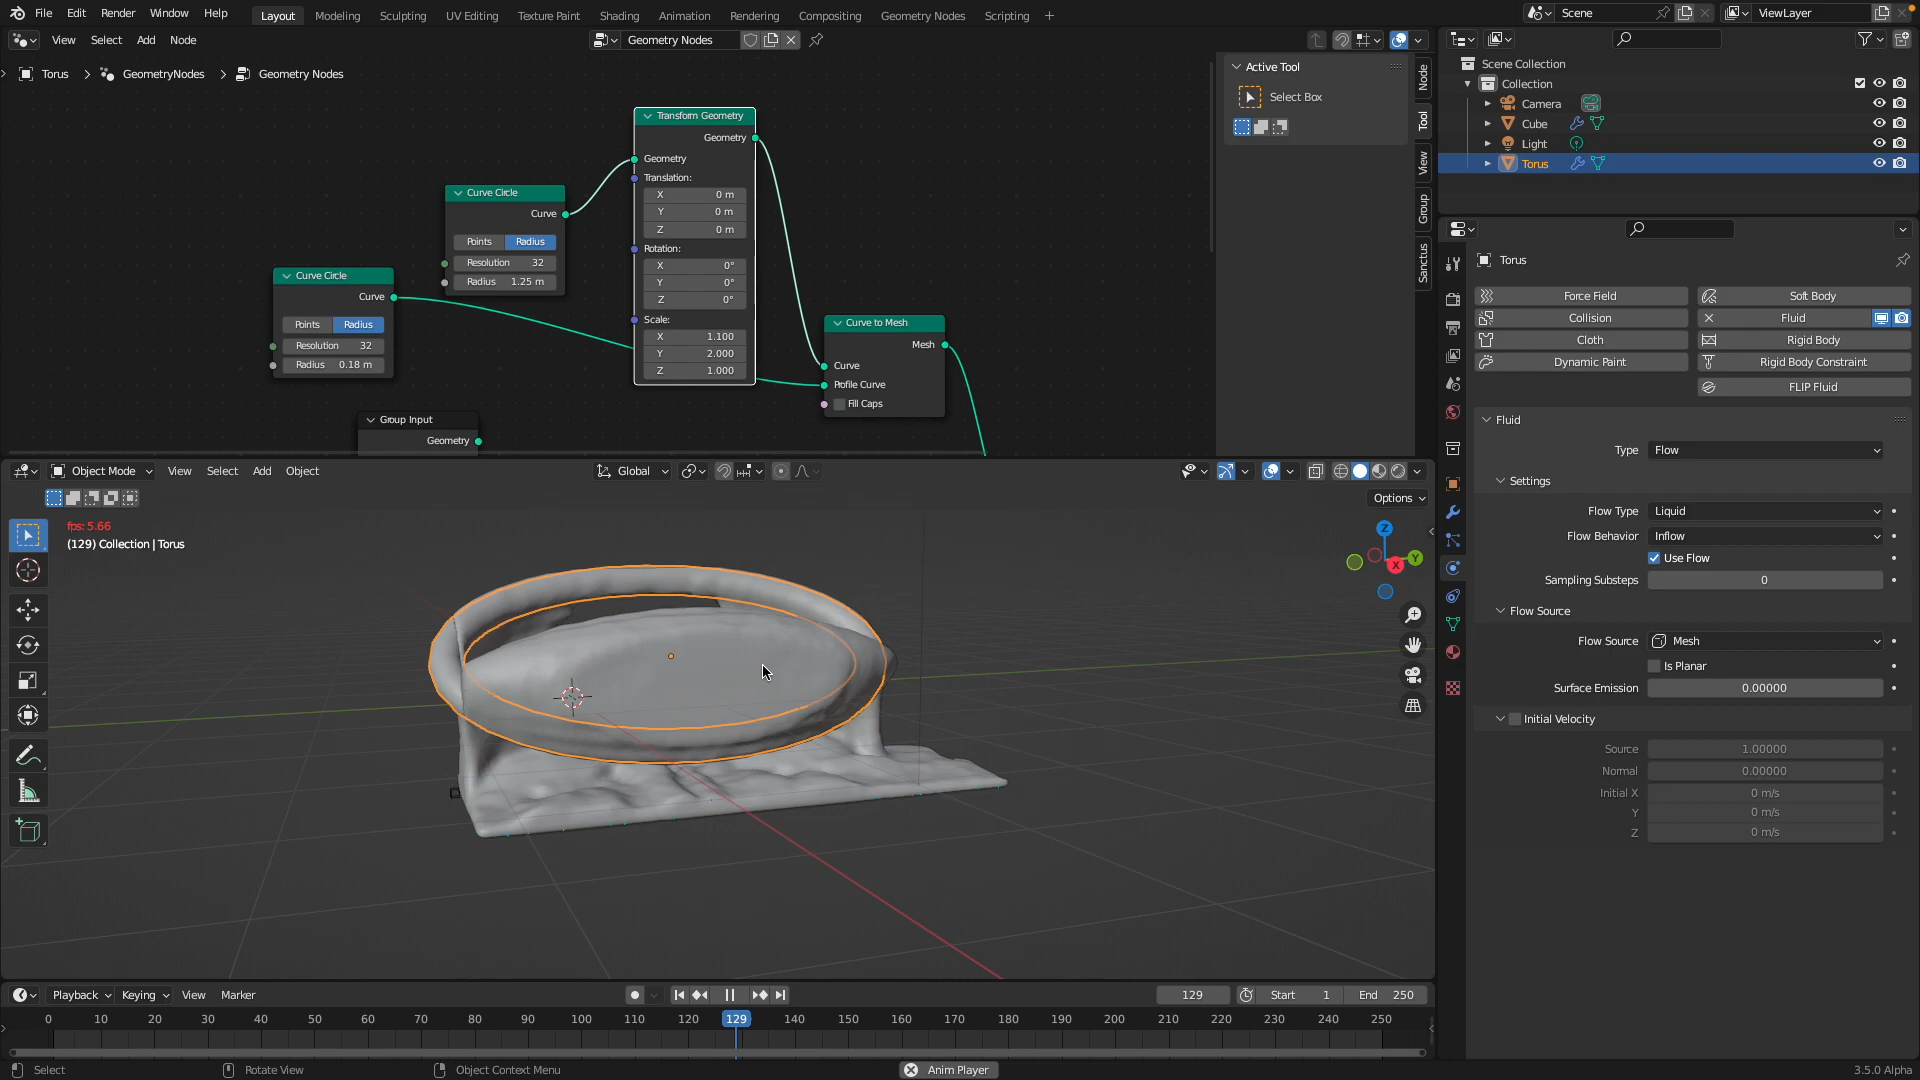 File Edit Render Window Help Layout Modeling Sculpting UV Editing Texture Paint Shading Animation Rendering Compositing Geometry Nodes Scripting + Scene ViewLayer
View Select Add Node Geometry Nodes
Torus > GeometryNodes > Geometry Nodes
Transform Geometry
Geometry
Geometry
Translation:
X 0 m
Y 0 m
Z 0 m
Rotation:
X 0°
Y 0°
Z 0°
Scale:
X 1.100
Y 2.000
Z 1.000
Curve Circle
Curve
Points Radius
Resolution 32
Radius 1.25 m
Curve Circle
Curve
Points Radius
Resolution 32
Radius 0.18 m
Curve to Mesh
Mesh
Curve
Profile Curve
Fill Caps
Group Input
Geometry
Active Tool
Select Box
Node
Tool
View
Group
Sanctus
Scene Collection
Collection
Camera
Cube
Light
Torus
Torus
Force Field Soft Body
Collision Fluid
Cloth Rigid Body
Dynamic Paint Rigid Body Constraint
FLIP Fluid
Fluid
Type Flow
Settings
Flow Type Liquid
Flow Behavior Inflow
Use Flow
Sampling Substeps 0
Flow Source
Flow Source Mesh
Is Planar
Surface Emission 0.00000
Initial Velocity
Source 1.00000
Normal 0.00000
Initial X 0 m/s
Y 0 m/s
Z 0 m/s
Object Mode View Select Add Object Global
Options
fps: 5.66
(129) Collection | Torus
Z
Y
X
Playback Keying View Marker 129 Start 1 End 250
0 10 20 30 40 50 60 70 80 90 100 110 120 129 140 150 160 170 180 190 200 210 220 230 240 250
Select Rotate View Object Context Menu Anim Player 3.5.0 Alpha